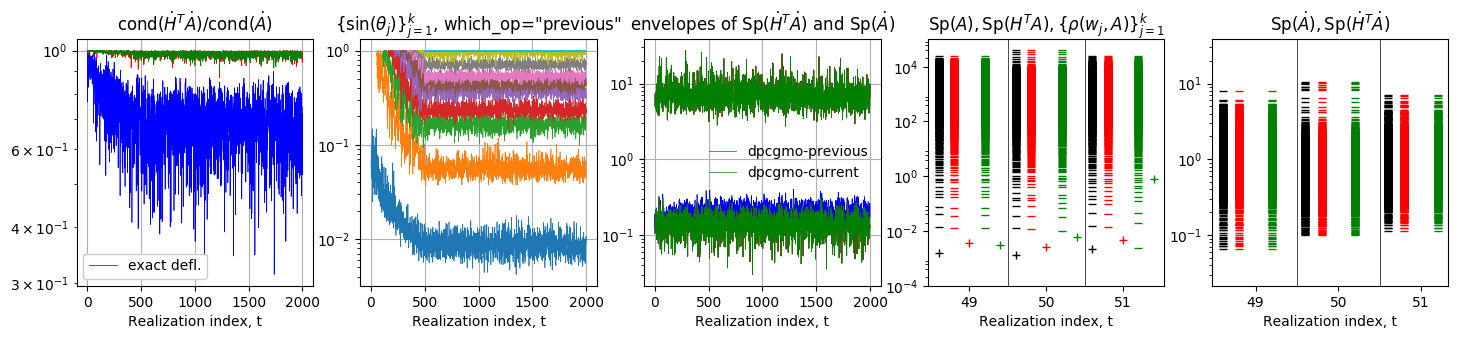 cond(Ḣ^TȦ)/cond(Ȧ)
10^0
6 × 10^−1
4 × 10^−1
3 × 10^−1
exact defl.
0
500
1000
1500
2000
Realization index, t
{sin(θ_j)}_{j=1}^k, which_op="previous"
10^0
10^−1
10^−2
0
500
1000
1500
2000
Realization index, t
envelopes of Sp(Ḣ^TȦ) and Sp(Ȧ)
10^1
10^0
10^−1
dpcgmo-previous
dpcgmo-current
0
500
1000
1500
2000
Realization index, t
Sp(A), Sp(H^TA), {ρ(w_j, A)}_{j=1}^k
10^4
10^2
10^0
10^−2
10^−4
49
50
51
Realization index, t
Sp(Ȧ), Sp(Ḣ^TȦ)
10^1
10^0
10^−1
49
50
51
Realization index, t